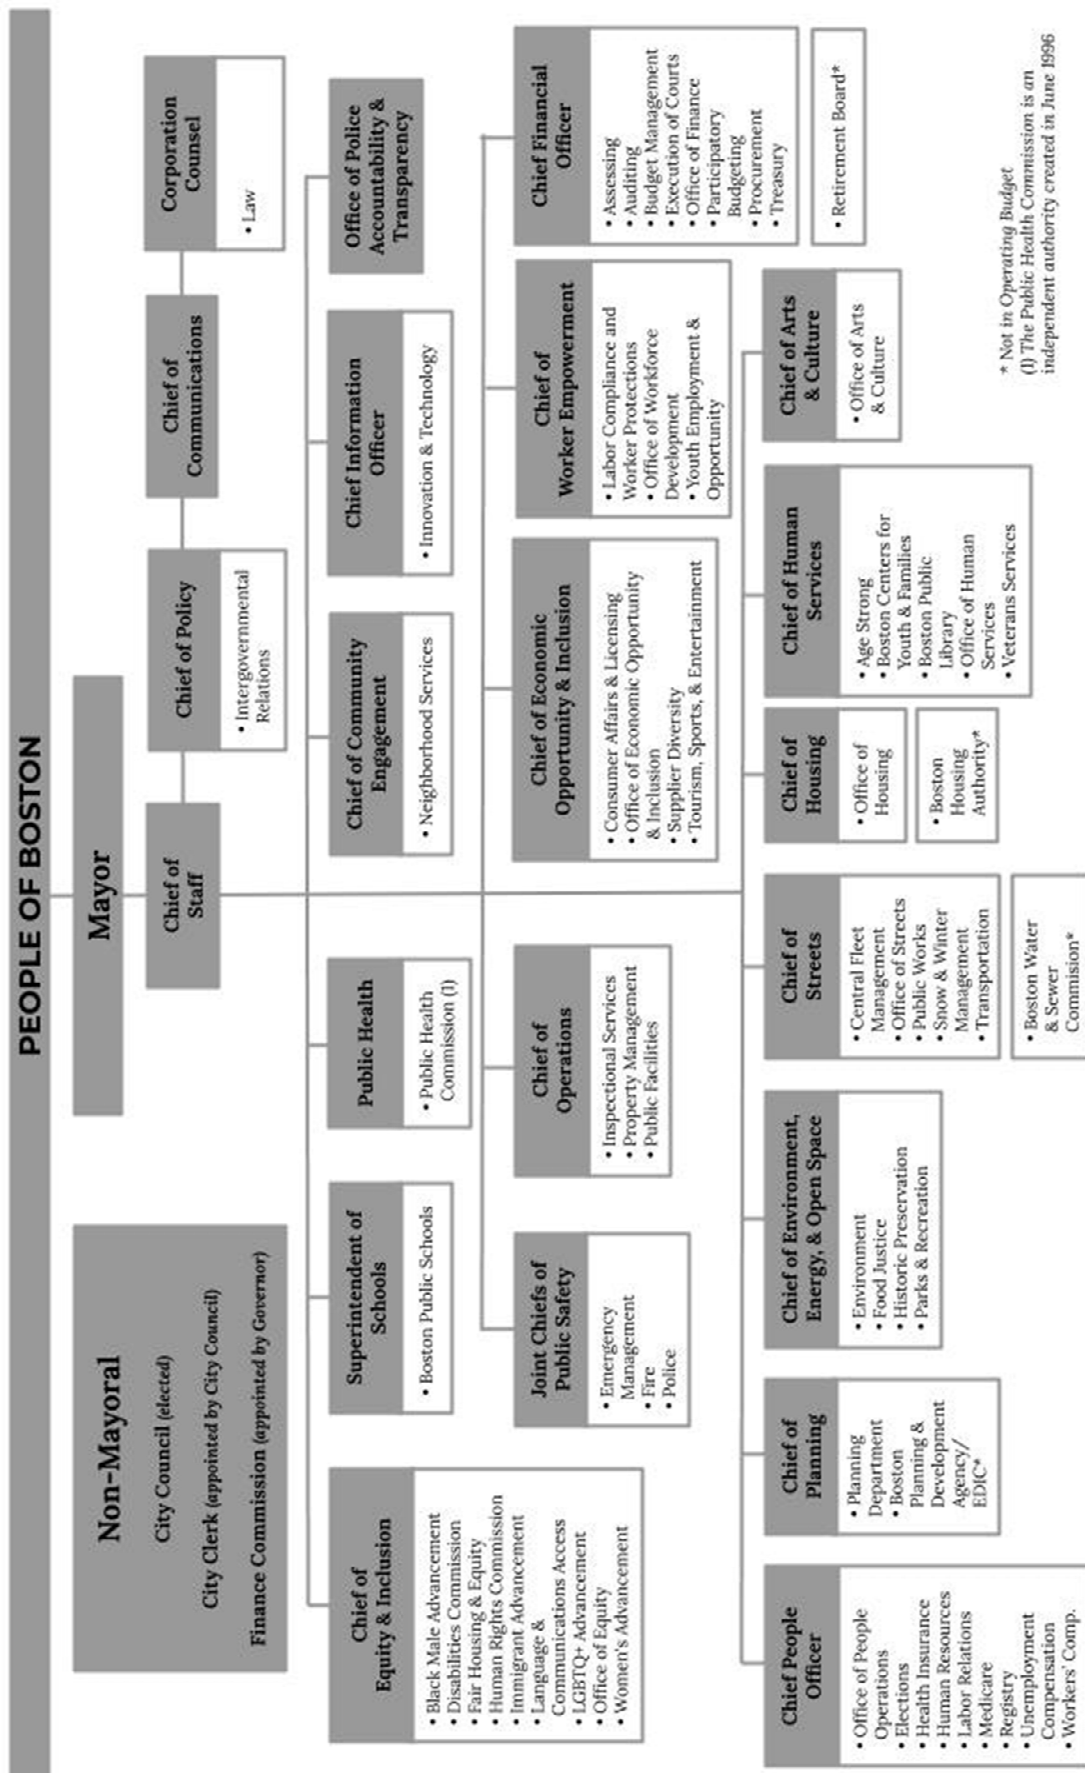 PEOPLE OF BOSTON
Non-Mayoral
City Council (elected)
City Clerk (appointed by City Council)
Finance Commission (appointed by Governor)
Mayor
Chief of
Staff
Chief of Policy
• Intergovernmental
Relations
Chief of
Communications
Corporation
Counsel
• Law
Chief of
Equity & Inclusion
• Black Male Advancement
• Disabilities Commission
• Fair Housing & Equity
• Human Rights Commission
• Immigrant Advancement
• Language &
Communications Access
• LGBTQ+ Advancement
• Office of Equity
• Women's Advancement
Superintendent of
Schools
• Boston Public Schools
Public Health
• Public Health
Commission (1)
Chief of Community
Engagement
• Neighborhood Services
Chief Information
Officer
• Innovation & Technology
Office of Police
Accountability &
Transparency
Joint Chiefs of
Public Safety
• Emergency
Management
• Fire
• Police
Chief of
Operations
• Inspectional Services
• Property Management
• Public Facilities
Chief of Economic
Opportunity & Inclusion
• Consumer Affairs & Licensing
• Office of Economic Opportunity
& Inclusion
• Supplier Diversity
• Tourism, Sports, & Entertainment
Chief of
Worker Empowerment
• Labor Compliance and
Worker Protections
• Office of Workforce
Development
• Youth Employment &
Opportunity
Chief Financial
Officer
• Assessing
• Auditing
• Budget Management
• Execution of Courts
• Office of Finance
• Participatory
Budgeting
• Procurement
• Treasury
• Retirement Board*
Chief People
Officer
• Office of People
Operations
• Elections
• Health Insurance
• Human Resources
• Labor Relations
• Medicare
• Registry
• Unemployment
Compensation
• Workers' Comp.
Chief of
Planning
• Planning
Department
• Boston
Planning &
Development
Agency/
EDIC*
Chief of Environment,
Energy, & Open Space
• Environment
• Food Justice
• Historic Preservation
• Parks & Recreation
Chief of
Streets
• Central Fleet
Management
• Office of Streets
• Public Works
• Snow & Winter
Management
• Transportation
• Boston Water
& Sewer
Commision*
Chief of
Housing
• Office of
Housing
• Boston
Housing
Authority*
Chief of Human
Services
• Age Strong
• Boston Centers for
Youth & Families
• Boston Public
Library
• Office of Human
Services
• Veterans Services
Chief of Arts
& Culture
• Office of Arts
& Culture
* Not in Operating Budget
(1) The Public Health Commission is an
independent authority created in June 1996